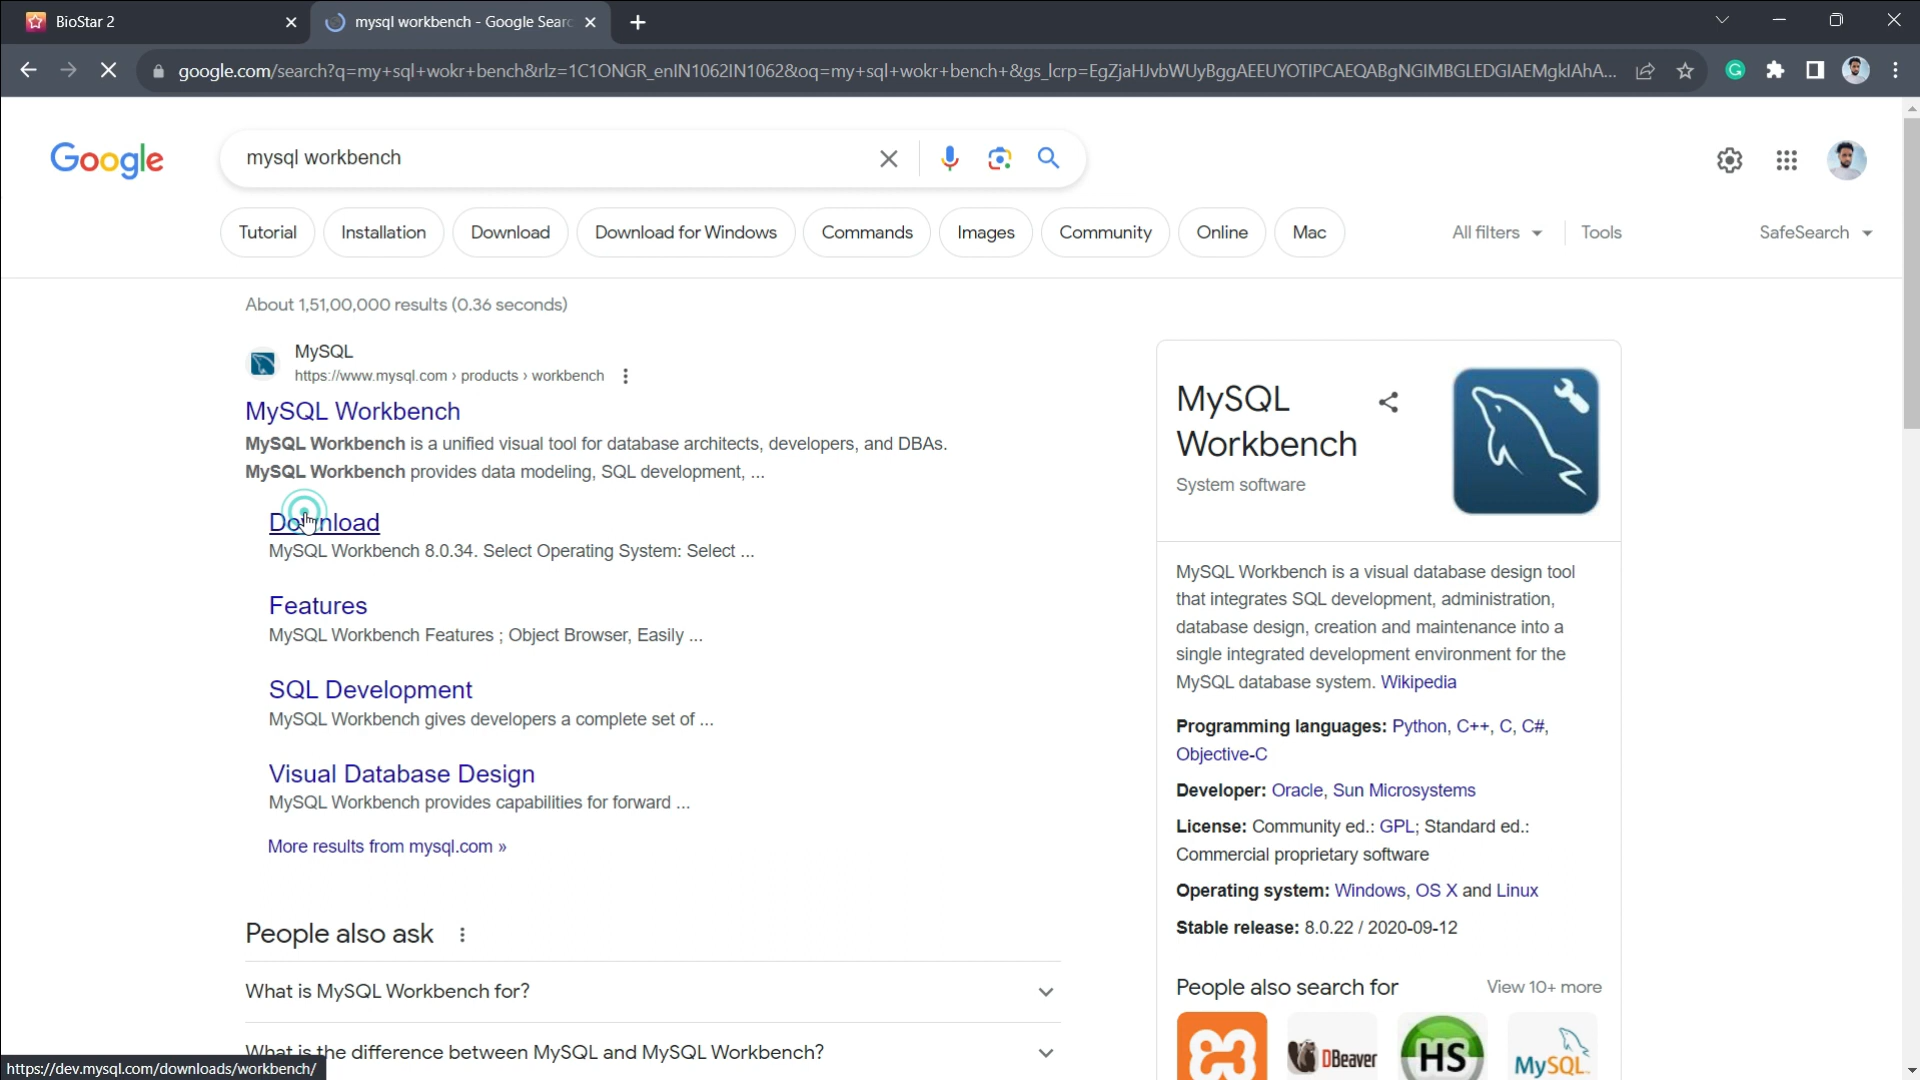 BioStar 2
mysql workbench - Google Searc
google.com/search?q=my+sql+wokr+bench&rlz=1C1ONGR_enIN1062IN1062&oq=my+sql+wokr+bench+&gs_lcrp=EgZjaHJvbWUyBggAEEUYOTIPCAEQABgNGIMBGLEDGIAEMgkIAhA...
Google
mysql workbench
Tutorial
Installation
Download
Download for Windows
Commands
Images
Community
Online
Mac
All filters
Tools
SafeSearch
About 1,51,00,000 results (0.36 seconds)
MySQL
https://www.mysql.com › products › workbench
MySQL Workbench
MySQL Workbench is a unified visual tool for database architects, developers, and DBAs.
MySQL Workbench provides data modeling, SQL development, ...
Download
MySQL Workbench 8.0.34. Select Operating System: Select ...
Features
MySQL Workbench Features ; Object Browser, Easily ...
SQL Development
MySQL Workbench gives developers a complete set of ...
Visual Database Design
MySQL Workbench provides capabilities for forward ...
More results from mysql.com »
People also ask
What is MySQL Workbench for?
What is the difference between MySQL and MySQL Workbench?
https://dev.mysql.com/downloads/workbench/
MySQL
Workbench
System software
MySQL Workbench is a visual database design tool
that integrates SQL development, administration,
database design, creation and maintenance into a
single integrated development environment for the
MySQL database system. Wikipedia
Programming languages: Python, C++, C, C#,
Objective-C
Developer: Oracle, Sun Microsystems
License: Community ed.: GPL; Standard ed.:
Commercial proprietary software
Operating system: Windows, OS X and Linux
Stable release: 8.0.22 / 2020-09-12
People also search for
View 10+ more
DBeaver
HS
MySQL